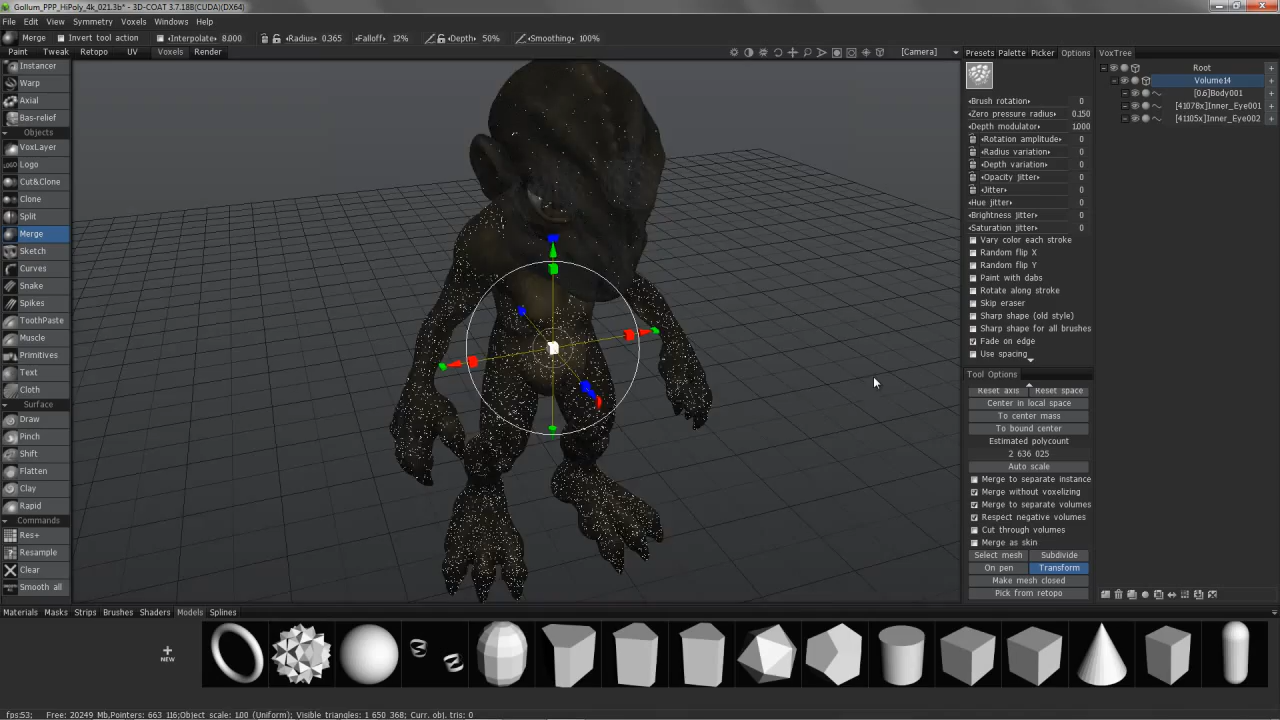 Gollum_PPP_HiPoly_4k_021.3b* - 3D-COAT 3.7.18B(CUDA)(DX64)
File Edit View Symmetry Voxels Windows Help
Merge Invert tool action Interpolate 8.000 Radius 0.365 Falloff 12% Depth 50% Smoothing 100%
Paint Tweak Retopo UV Voxels Render [Camera] Presets Palette Picker Options VoxTree
Instancer
Warp
Axial
Bas-relief
Objects
VoxLayer
LOGO Logo
Cut&Clone
Clone
Split
Merge
Sketch
Curves
Snake
Spikes
ToothPaste
Muscle
Primitives
Text
Cloth
Surface
Draw
Pinch
Shift
Flatten
Clay
Rapid
Commands
Res+
Resample
Clear
Smooth all
Brush rotation: 0
Zero pressure radius: 0.150
Depth modulator: 1.000
Rotation amplitude: 0
Radius variation: 0
Depth variation: 0
Opacity jitter: 0
Jitter: 0
Hue jitter: 0
Brightness jitter: 0
Saturation jitter: 0
Vary color each stroke
Random flip X
Random flip Y
Paint with dabs
Rotate along stroke
Skip eraser
Sharp shape (old style)
Sharp shape for all brushes
Fade on edge
Use spacing
Tool Options
Reset axis Reset space
Center in local space
To center mass
To bound center
Estimated polycount
2 636 025
Auto scale
Merge to separate instance
Merge without voxelizing
Merge to separate volumes
Respect negative volumes
Cut through volumes
Merge as skin
Select mesh Subdivide
On pen Transform
Make mesh closed
Pick from retopo
Root +
Volume14 +
[0.6]Body001 +
[41078x]Inner_Eye001 +
[41105x]Inner_Eye002 +
Materials Masks Strips Brushes Shaders Models Splines
+
NEW
fps:53; Free: 20249 Mb,Pointers: 663 116;Object scale: 1.00 (Uniform); Visible triangles: 1 650 368; Curr. obj. tris: 0